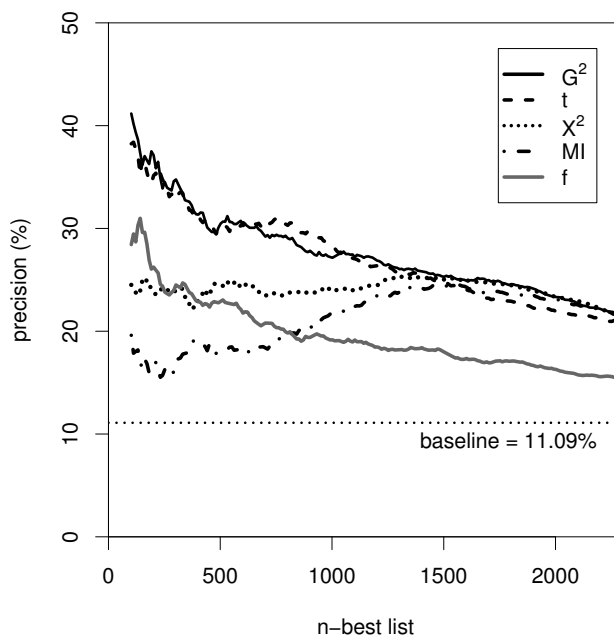 50
40
30
20
10
0
precision (%)
G²
t
X²
MI
f
baseline = 11.09%
0 500 1000 1500 2000
n−best list